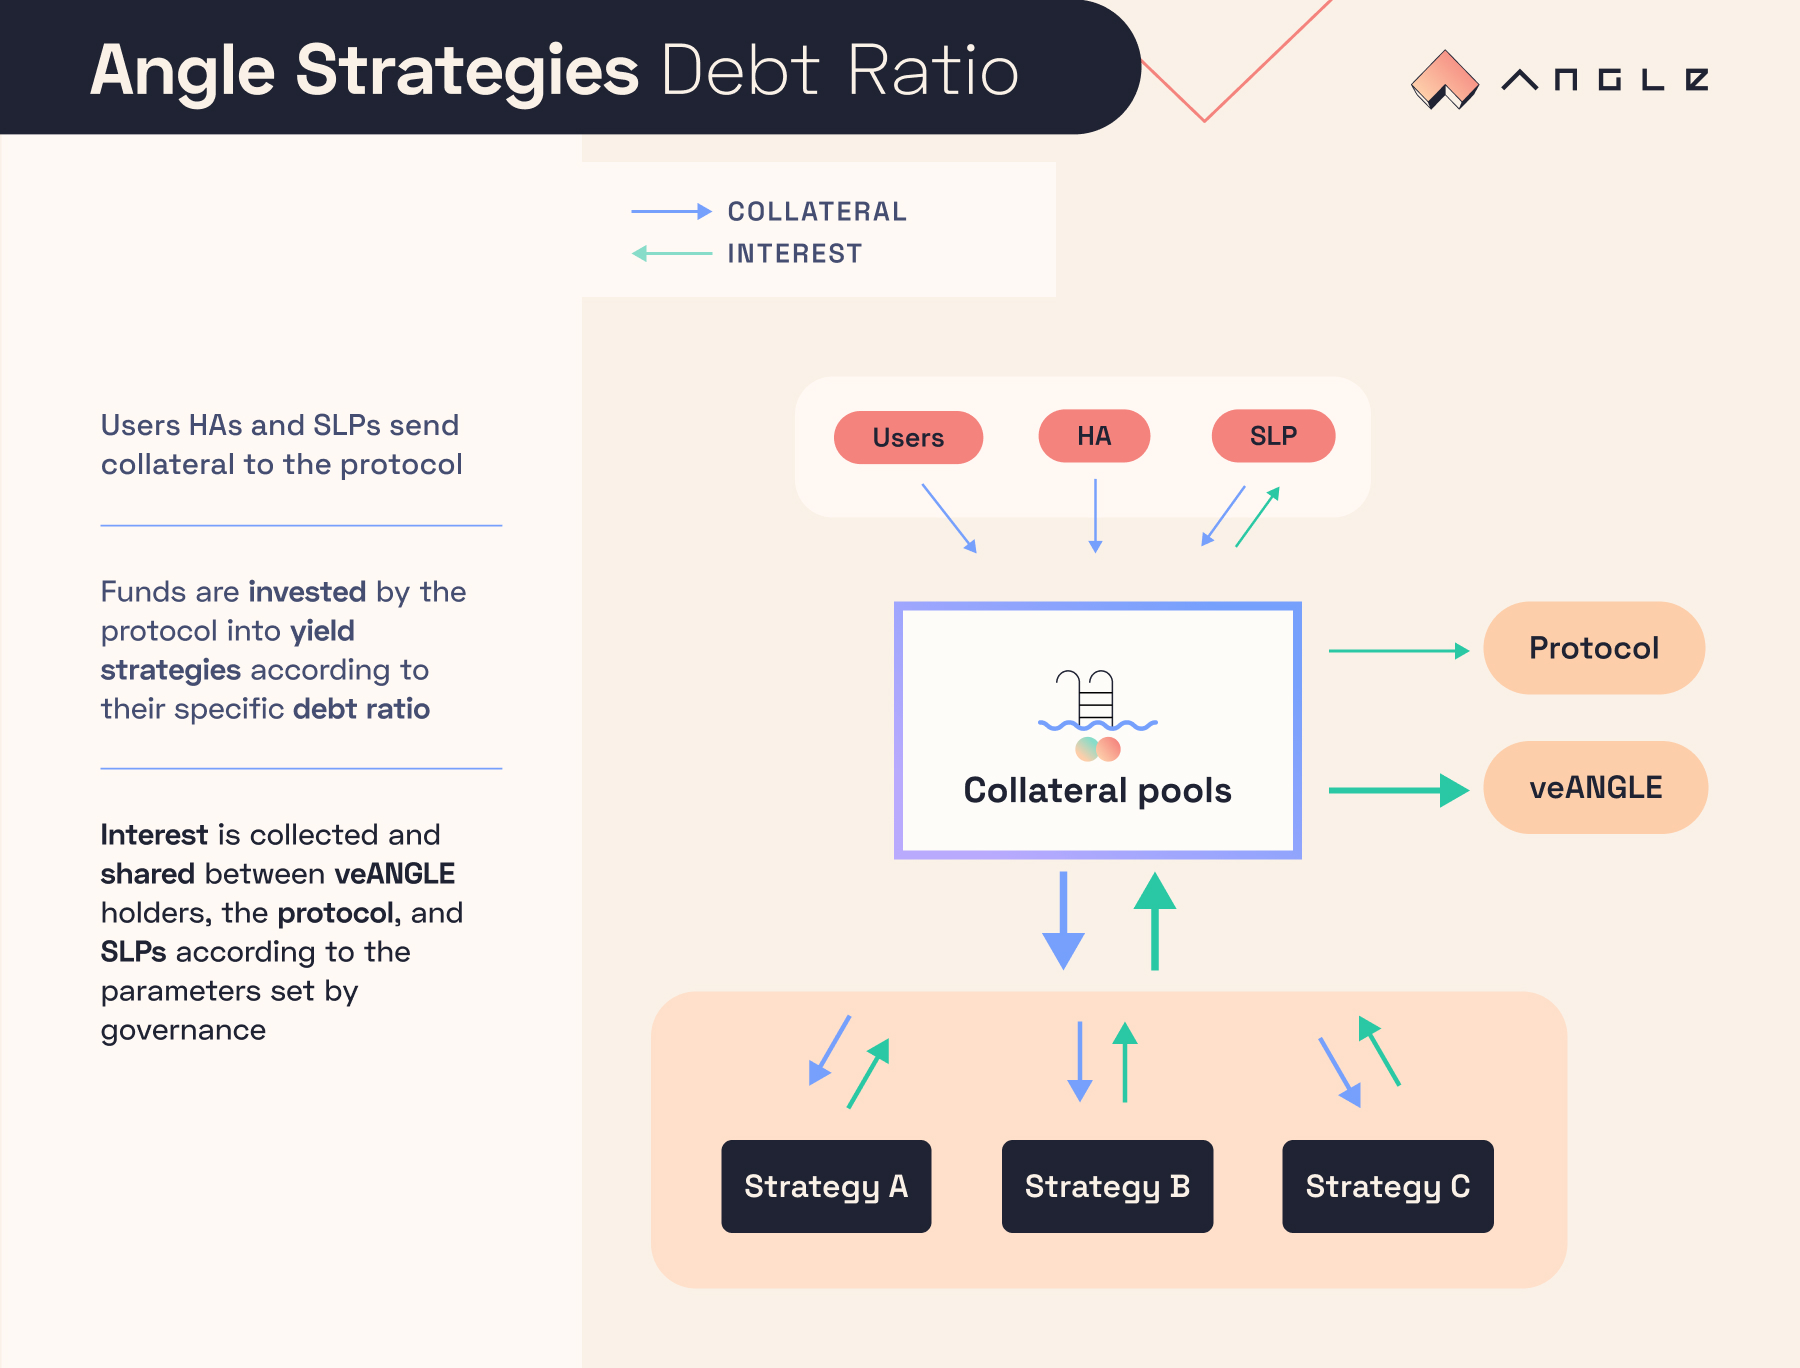 Angle Strategies Debt Ratio
ANGLE
COLLATERAL
INTEREST
Users HAs and SLPs send
collateral to the protocol
Funds are invested by the
protocol into yield
strategies according to
their specific debt ratio
Interest is collected and
shared between veANGLE
holders, the protocol, and
SLPs according to the
parameters set by
governance
Users
HA
SLP
Collateral pools
Protocol
veANGLE
Strategy A
Strategy B
Strategy C